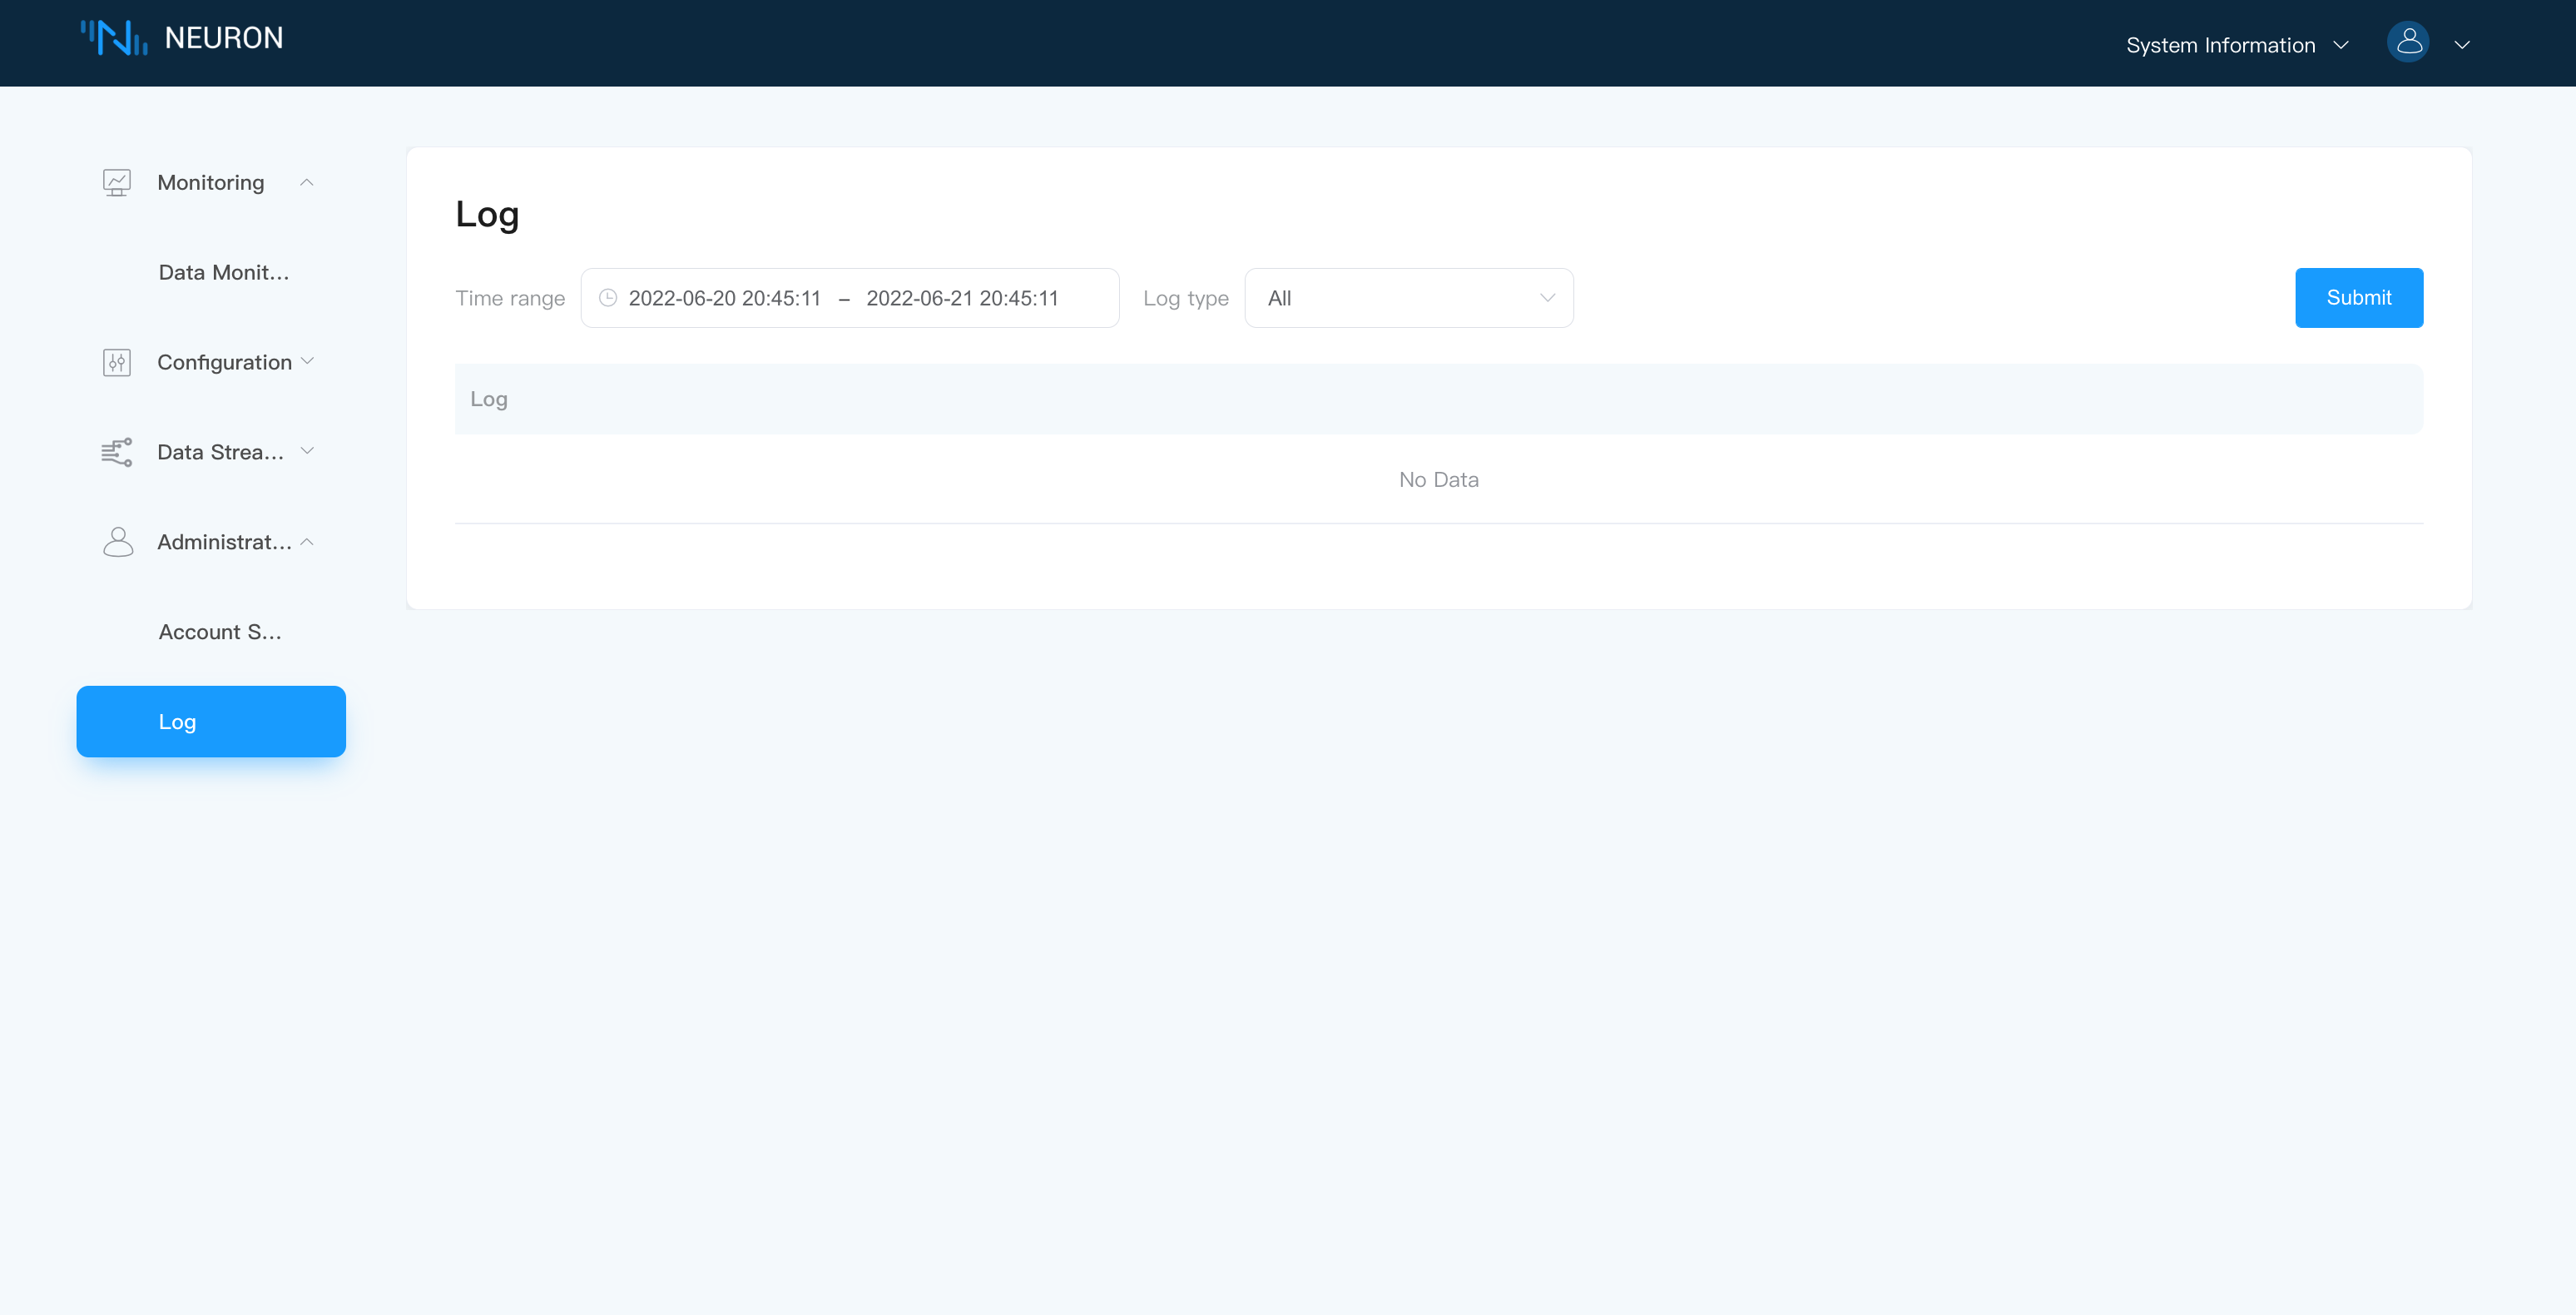 NEURON
System Information
Monitoring
Data Monit...
Configuration
Data Strea...
Administrat...
Account S...
Log
Log
Time range 2022-06-20 20:45:11 – 2022-06-21 20:45:11 Log type All Submit
Log
No Data